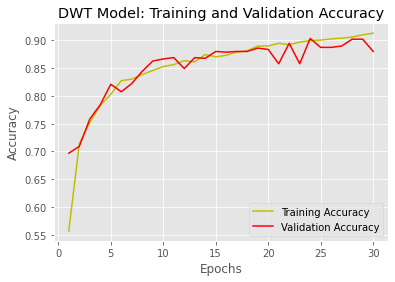 DWT Model: Training and Validation Accuracy
0.90
0.85
0.80
0.75
0.70
0.65
0.60
0.55
Accuracy
Training Accuracy
Validation Accuracy
0 5 10 15 20 25 30
Epochs